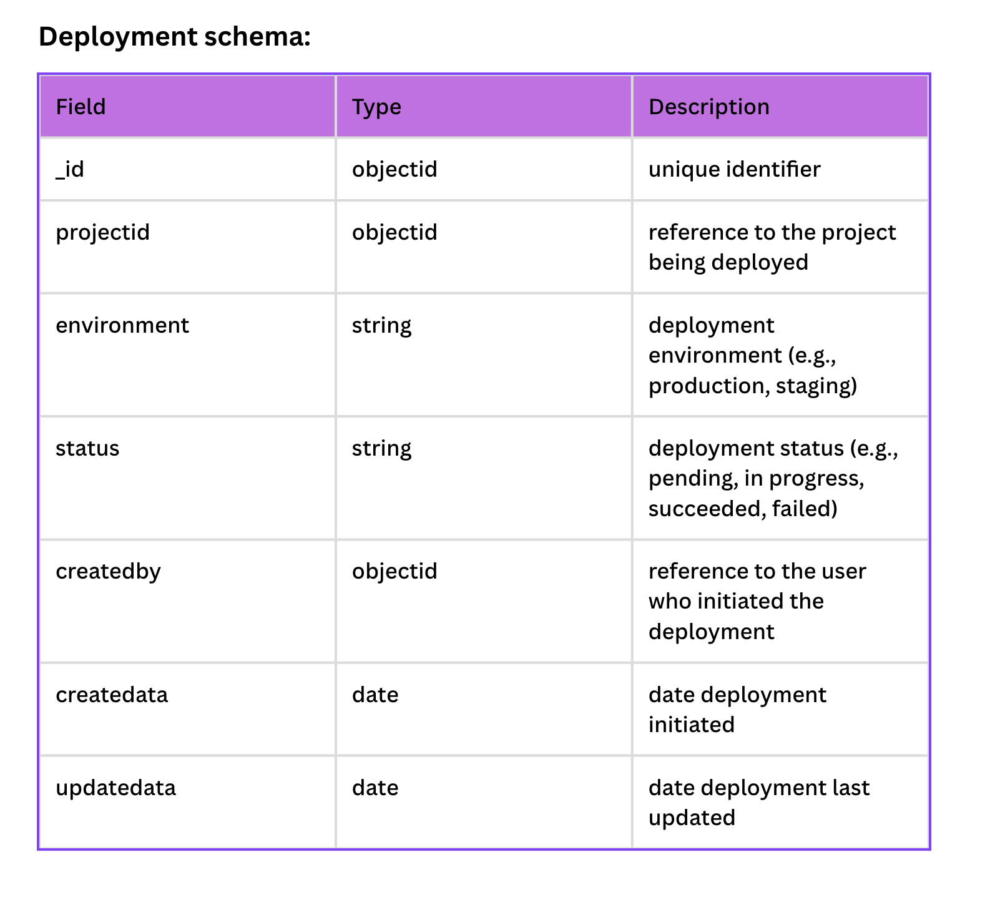 Deployment schema:
Field Type Description
_id objectid unique identifier
projectid objectid reference to the project
being deployed
environment string deployment
environment (e.g.,
production, staging)
status string deployment status (e.g.,
pending, in progress,
succeeded, failed)
createdby objectid reference to the user
who initiated the
deployment
createdata date date deployment
initiated
updatedata date date deployment last
updated